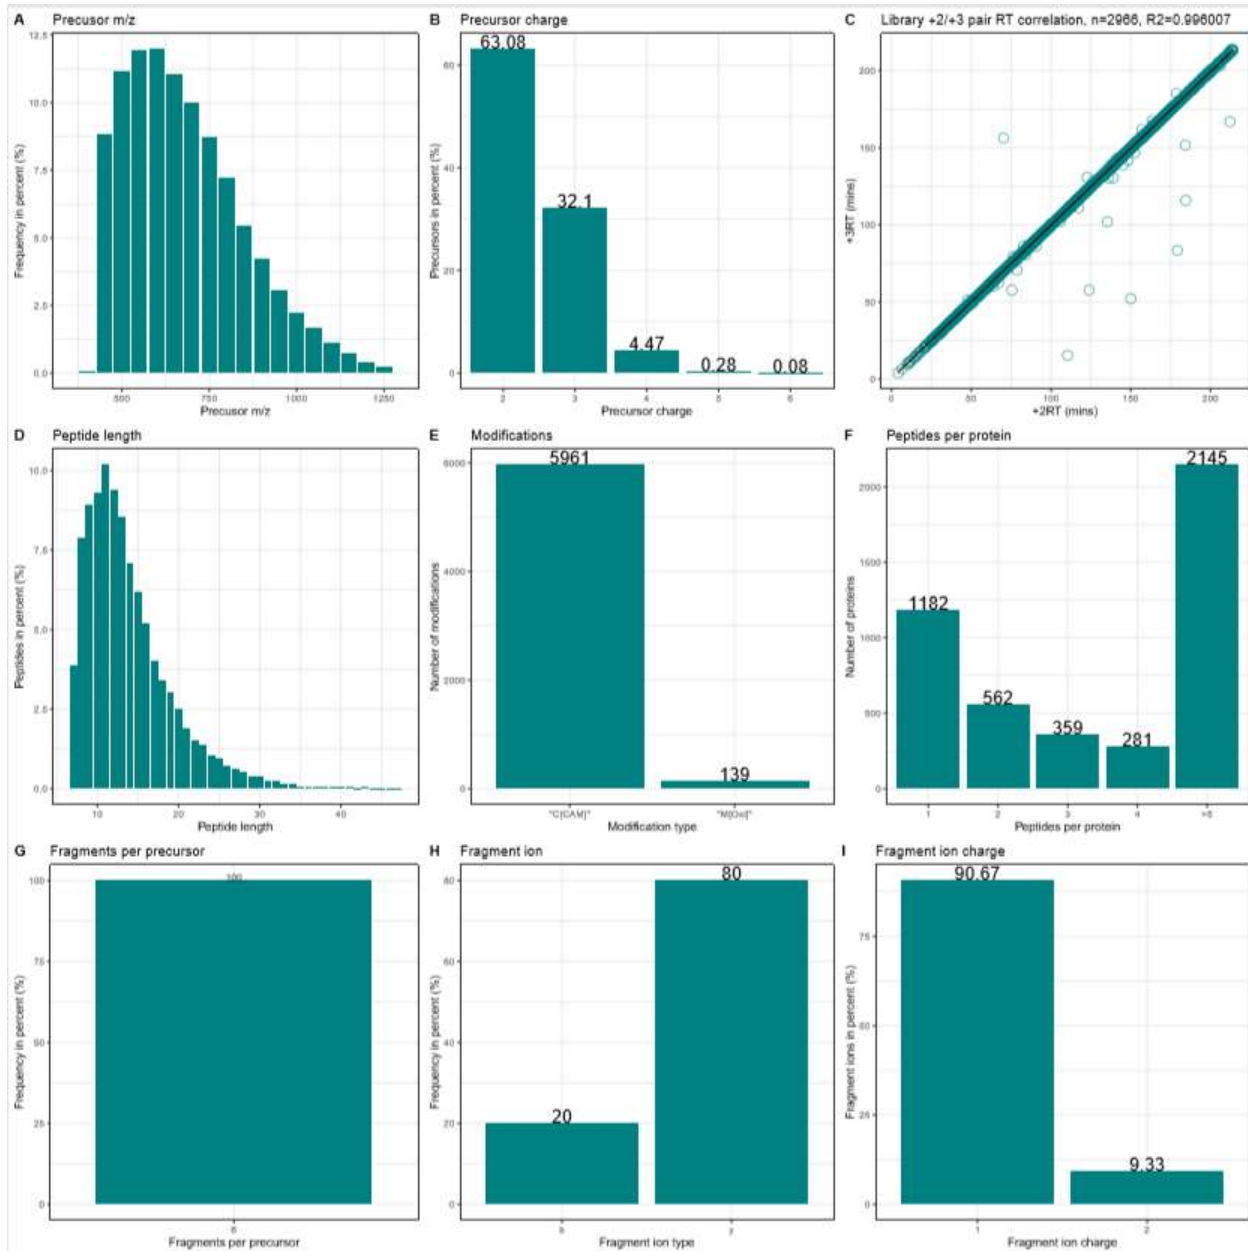 A Precusor m/z
12.5
10.0
7.5
5.0
2.5
0.0
Frequency in percent (%)
500 750 1000 1250
Precusor m/z
B Precursor charge
63.08
32.1
4.47
0.28
0.08
60
40
20
0
Precursors in percent (%)
2 3 4 5 6
Precursor charge
C Library +2/+3 pair RT correlation, n=2966, R2=0.996007
200
150
100
50
0
+3RT (mins)
0 50 100 150 200
+2RT (mins)
D Peptide length
10.0
7.5
5.0
2.5
0.0
Peptides in percent (%)
10 20 30 40
Peptide length
E Modifications
5961
139
6000
4000
2000
0
Number of modifications
"C[CAM]" "M[Oxi]"
Modification type
F Peptides per protein
1182
562
359
281
2145
2000
1500
1000
500
0
Number of proteins
1 2 3 4
Peptides per protein
G Fragments per precursor
100
100
75
50
25
0
Frequency in percent (%)
Fragments per precursor
H Fragment ion
20
80
80
60
40
20
0
Frequency in percent (%)
b y
Fragment ion type
I Fragment ion charge
90.67
9.33
75
50
25
0
Fragment ions in percent (%)
1 2
Fragment ion charge